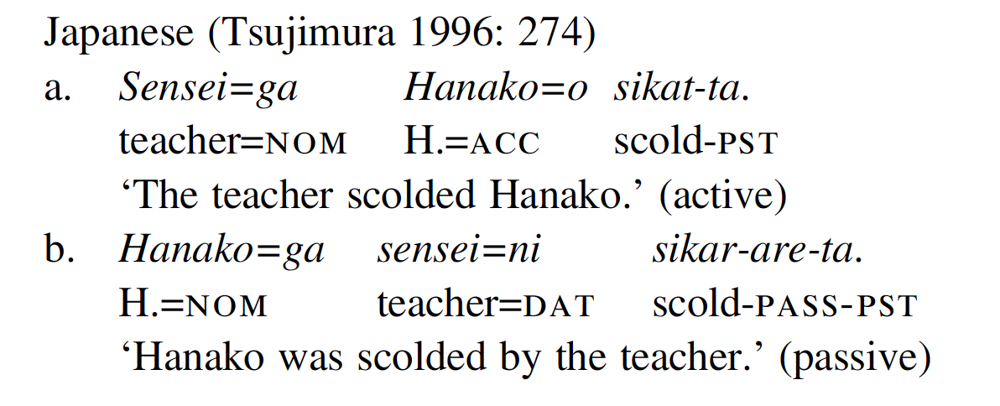 Japanese (Tsujimura 1996: 274)
a. Sensei=ga Hanako=o sikat-ta.
teacher=NOM H.=ACC scold-PST
‘The teacher scolded Hanako.’ (active)
b. Hanako=ga sensei=ni sikar-are-ta.
H.=NOM teacher=DAT scold-PASS-PST
‘Hanako was scolded by the teacher.’ (passive)